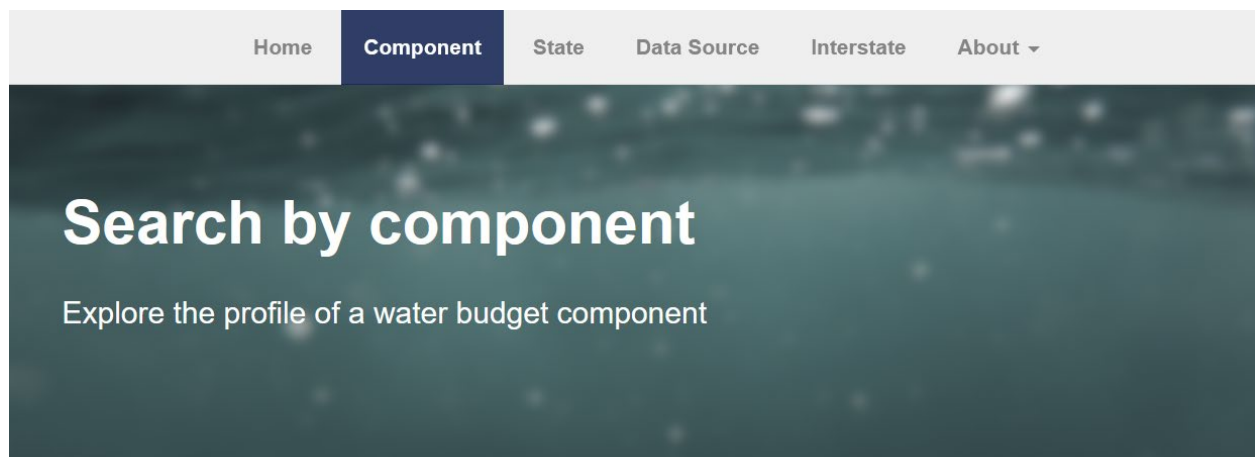 Home Component State Data Source Interstate About
Search by component
Explore the profile of a water budget component